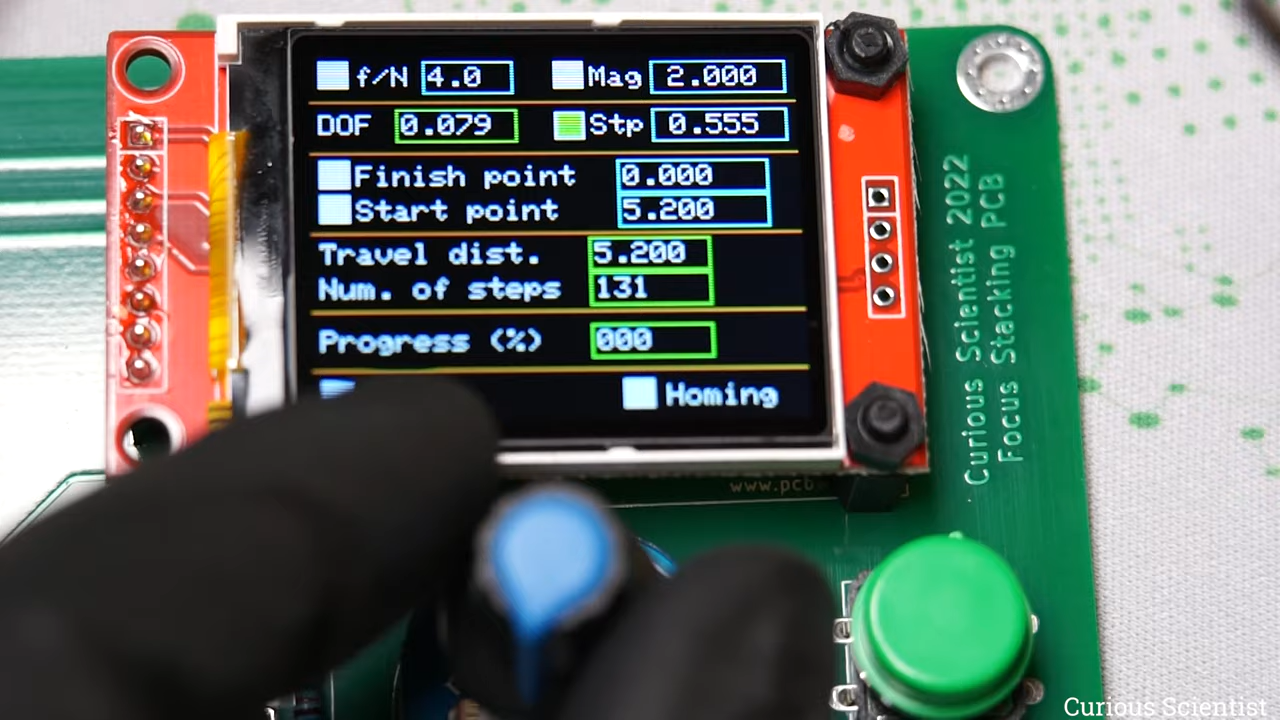 f/N 4.0 Mag 2.000
DOF 0.079 Stp 0.555
Finish point 0.000
Start point 5.200
Travel dist. 5.200
Num. of steps 131
Progress (%) 000
Homing
www.pcb
Curious Scientist 2022
Focus Stacking PCB
Curious Scientist